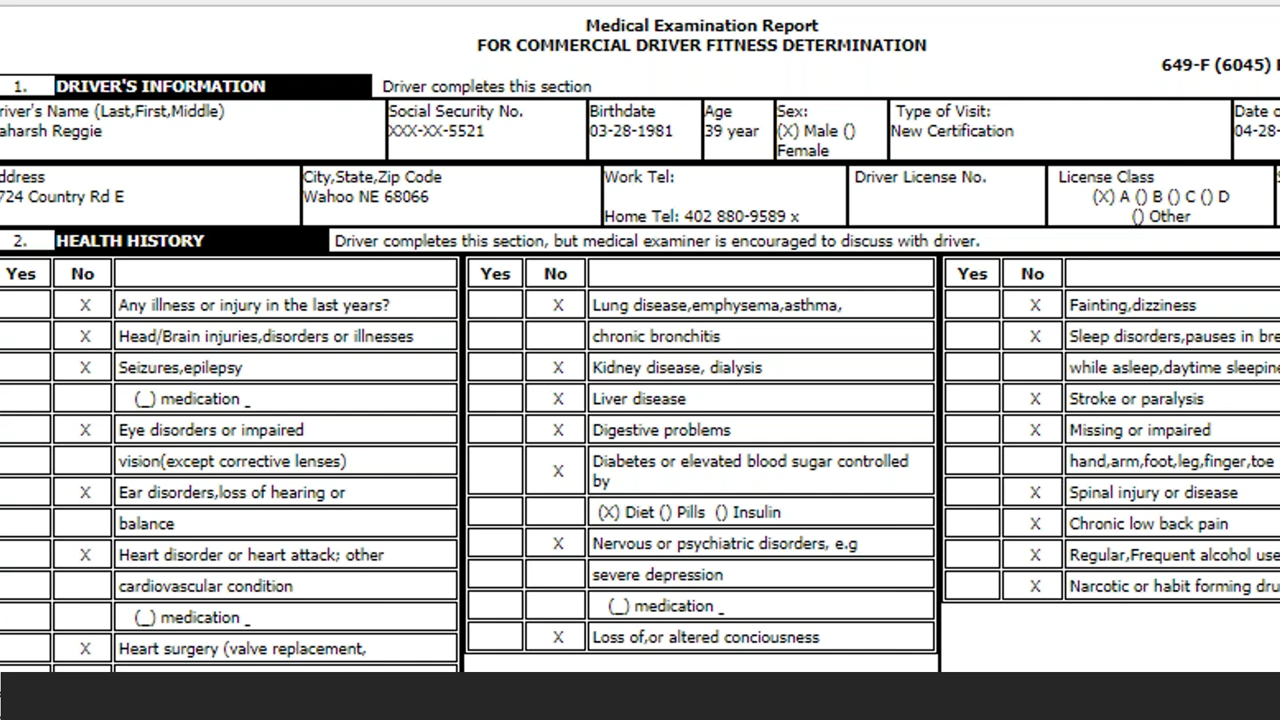 Medical Examination Report
FOR COMMERCIAL DRIVER FITNESS DETERMINATION
649-F (6045)
1. DRIVER'S INFORMATION Driver completes this section
river's Name (Last,First,Middle)
aharsh Reggie
Social Security No.
XXX-XX-5521
Birthdate
03-28-1981
Age
39 year
Sex:
(X) Male ()
Female
Type of Visit:
New Certification
Date
04-28-
ddress
724 Country Rd E
City,State,Zip Code
Wahoo NE 68066
Work Tel:
Home Tel: 402 880-9589 x
Driver License No.
License Class
(X) A () B () C () D
() Other
2. HEALTH HISTORY Driver completes this section, but medical examiner is encouraged to discuss with driver.
Yes No
X Any illness or injury in the last years?
X Head/Brain injuries,disorders or illnesses
X Seizures,epilepsy
(_) medication _
X Eye disorders or impaired
vision(except corrective lenses)
X Ear disorders,loss of hearing or
balance
X Heart disorder or heart attack; other
cardiovascular condition
(_) medication _
X Heart surgery (valve replacement,
Yes No
X Lung disease,emphysema,asthma,
chronic bronchitis
X Kidney disease, dialysis
X Liver disease
X Digestive problems
X Diabetes or elevated blood sugar controlled
by
(X) Diet () Pills () Insulin
X Nervous or psychiatric disorders, e.g
severe depression
(_) medication _
X Loss of,or altered conciousness
Yes No
X Fainting,dizziness
X Sleep disorders,pauses in bre
while asleep,daytime sleepine
X Stroke or paralysis
X Missing or impaired
hand,arm,foot,leg,finger,toe
X Spinal injury or disease
X Chronic low back pain
X Regular,Frequent alcohol use
X Narcotic or habit forming dru